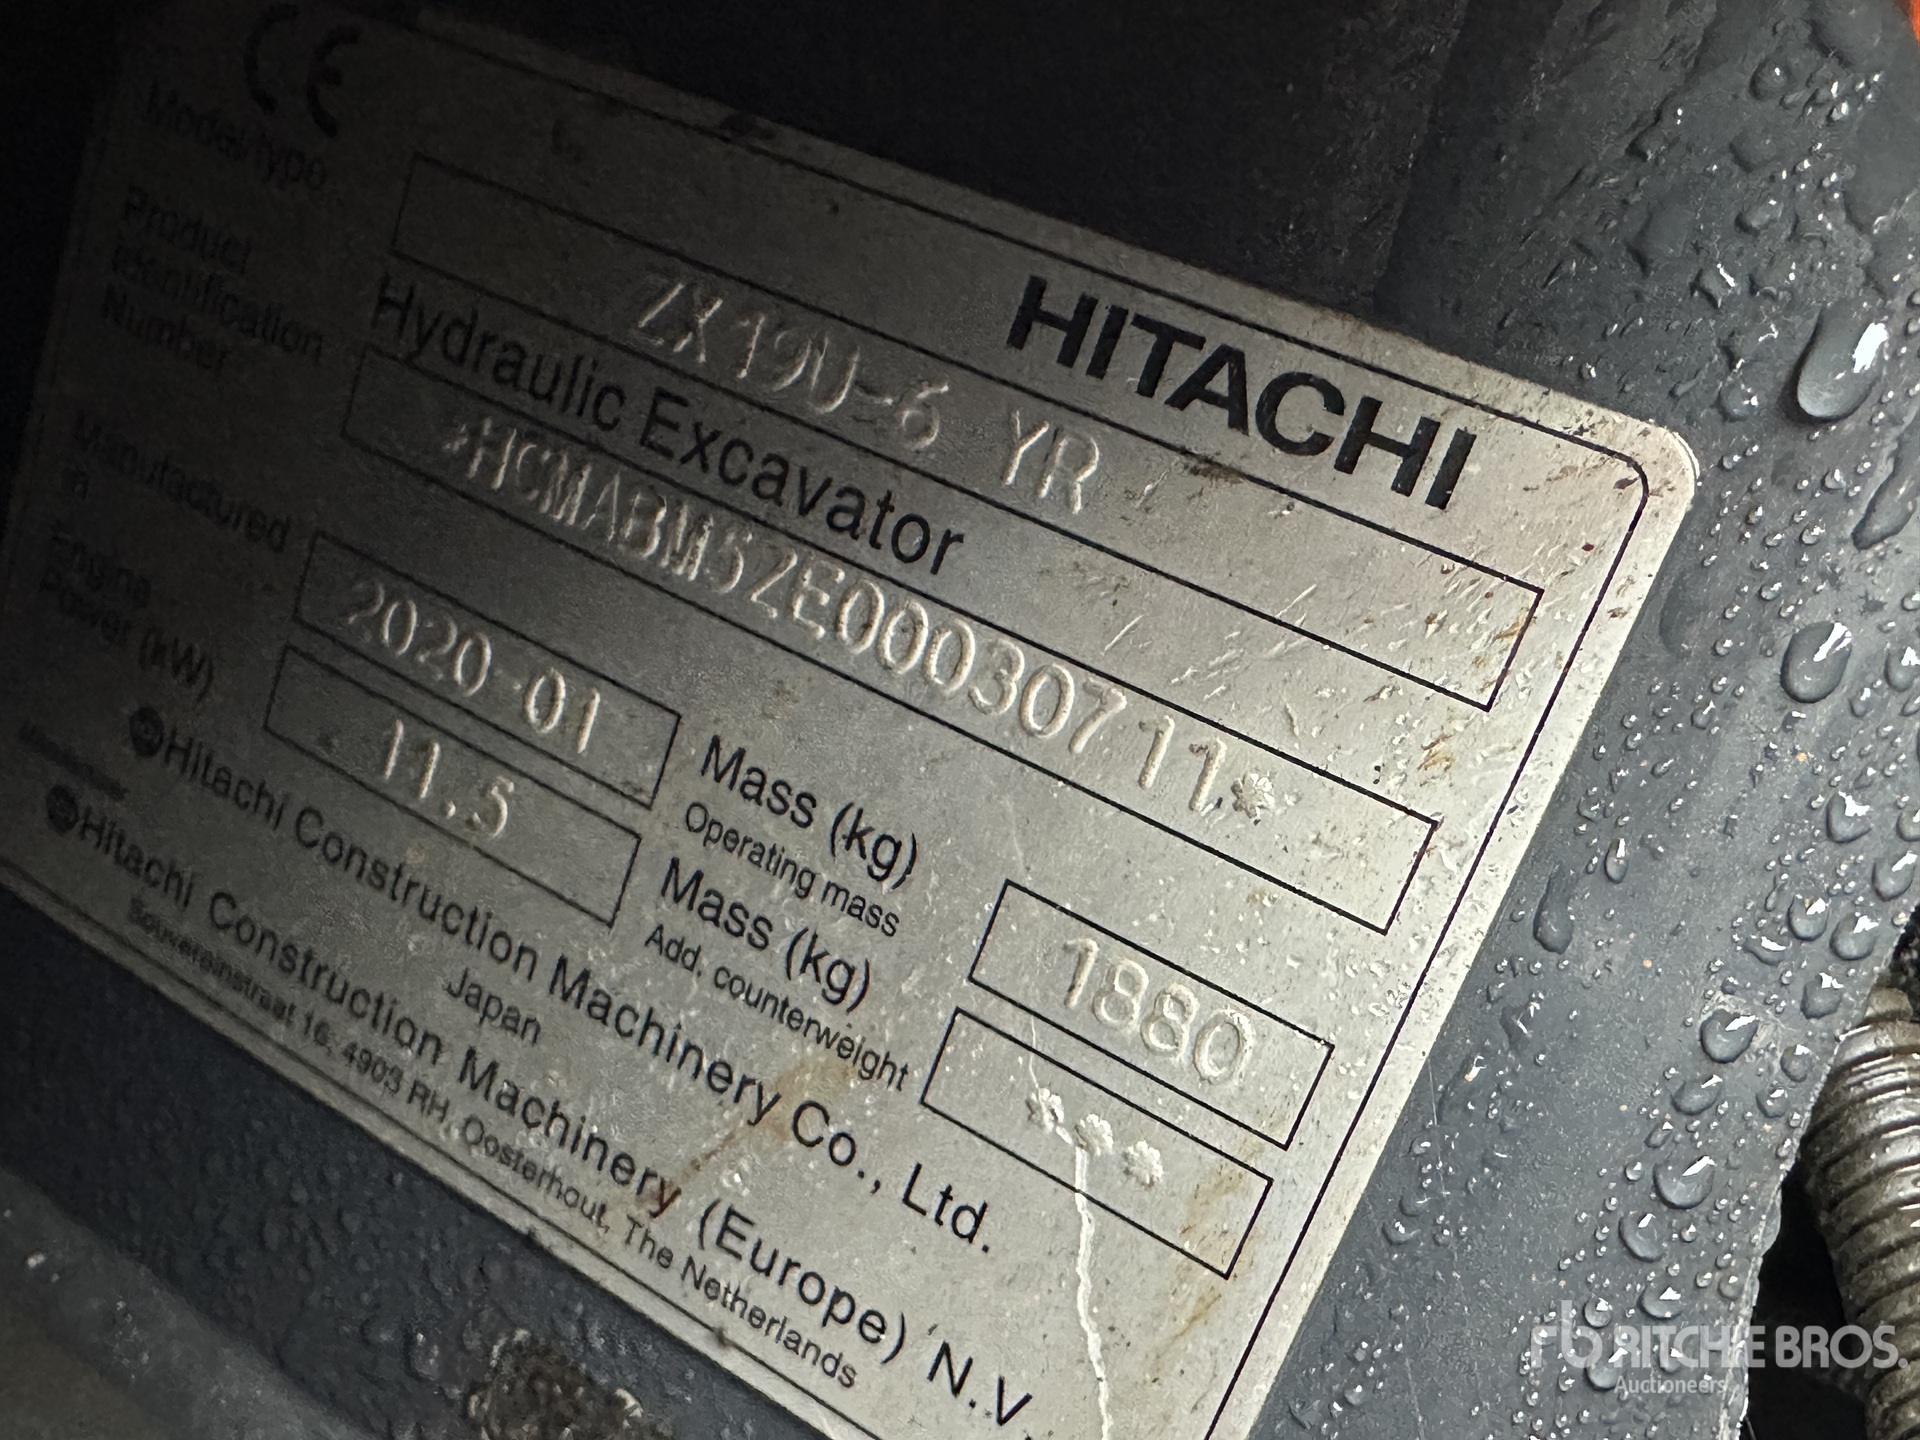 CE
HITACHI
Model/type
ZX19U-6 YR
Hydraulic Excavator
Product
Identification
Number
*HCMABM52E00030711*
Manufactured
in
2020-01
Engine
Power (kW)
11.5
Mass (kg)
Operating mass
1880
Mass (kg)
Add. counterweight
***
Hitachi Construction Machinery Co., Ltd.
Japan
Hitachi Construction Machinery (Europe) N.V.
Souvereinstraat 16, 4903 RH, Oosterhout, The Netherlands
rb RITCHIE BROS.
Auctioneers